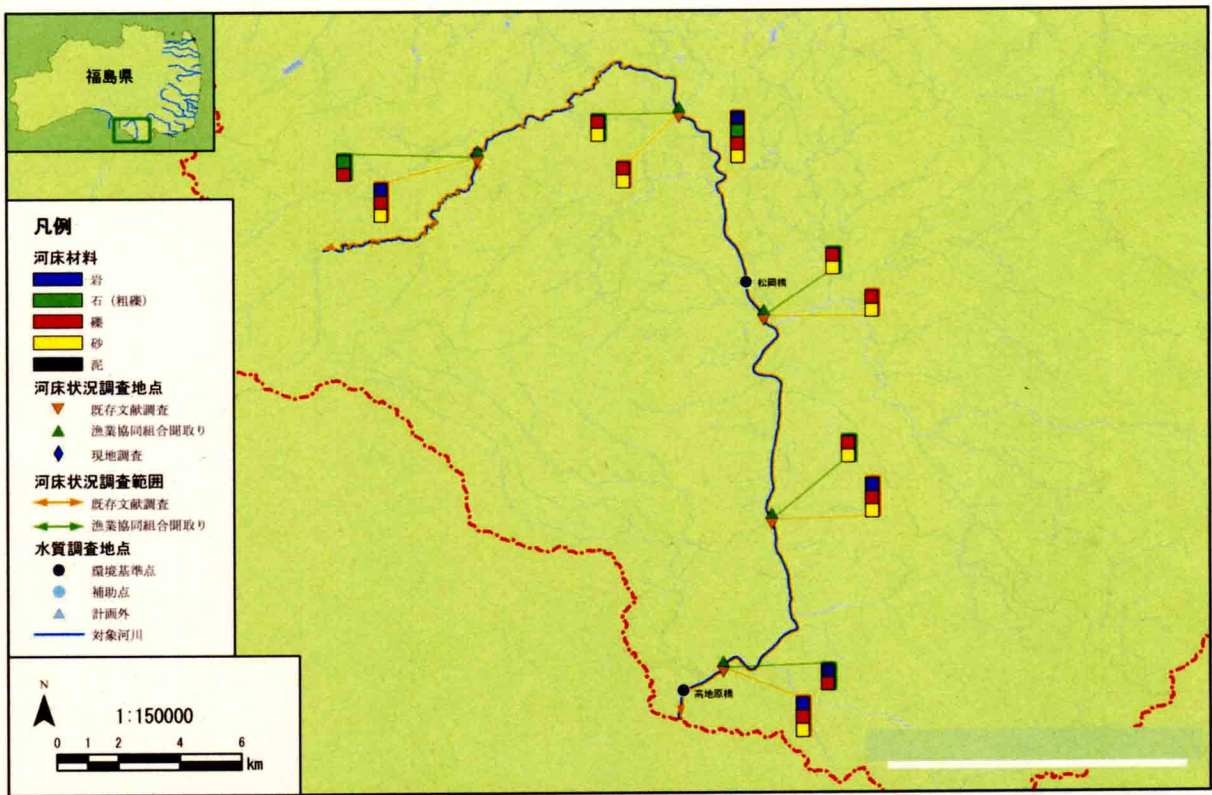 福島県
凡例
河床材料
岩
石（粗礫）
礫
砂
泥
河床状況調査地点
既存文献調査
漁業協同組合聞取り
現地調査
河床状況調査範囲
既存文献調査
漁業協同組合聞取り
水質調査地点
環境基準点
補助点
計画外
対象河川
N
1:150000
0 1 2 4 6
km
松岡橋
高地原橋